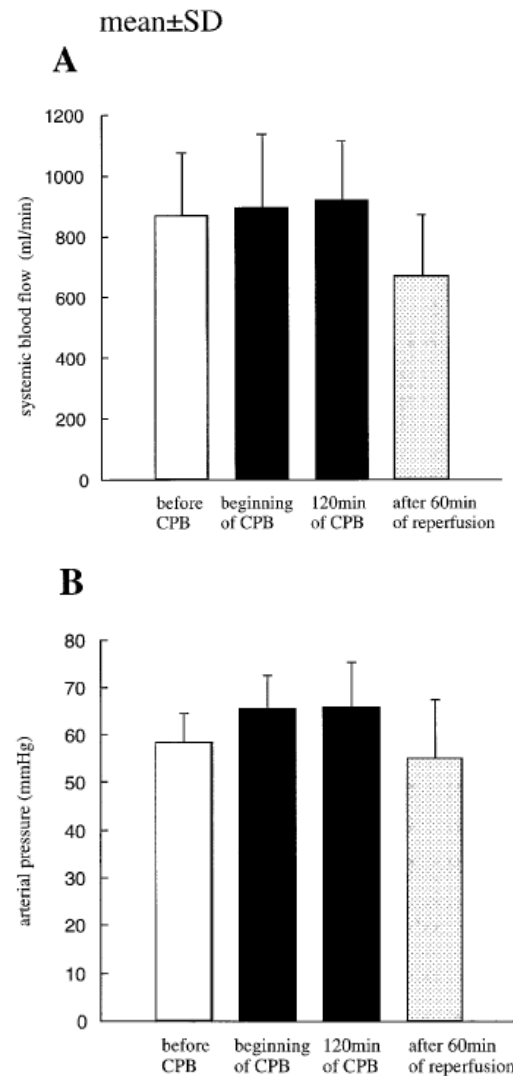 mean±SD
A
systemic blood flow (ml/min)
1200
1000
800
600
400
200
0
before
CPB
beginning
of CPB
120min
of CPB
after 60min
of reperfusion
B
arterial pressure (mmHg)
80
70
60
50
40
30
20
10
0
before
CPB
beginning
of CPB
120min
of CPB
after 60min
of reperfusion